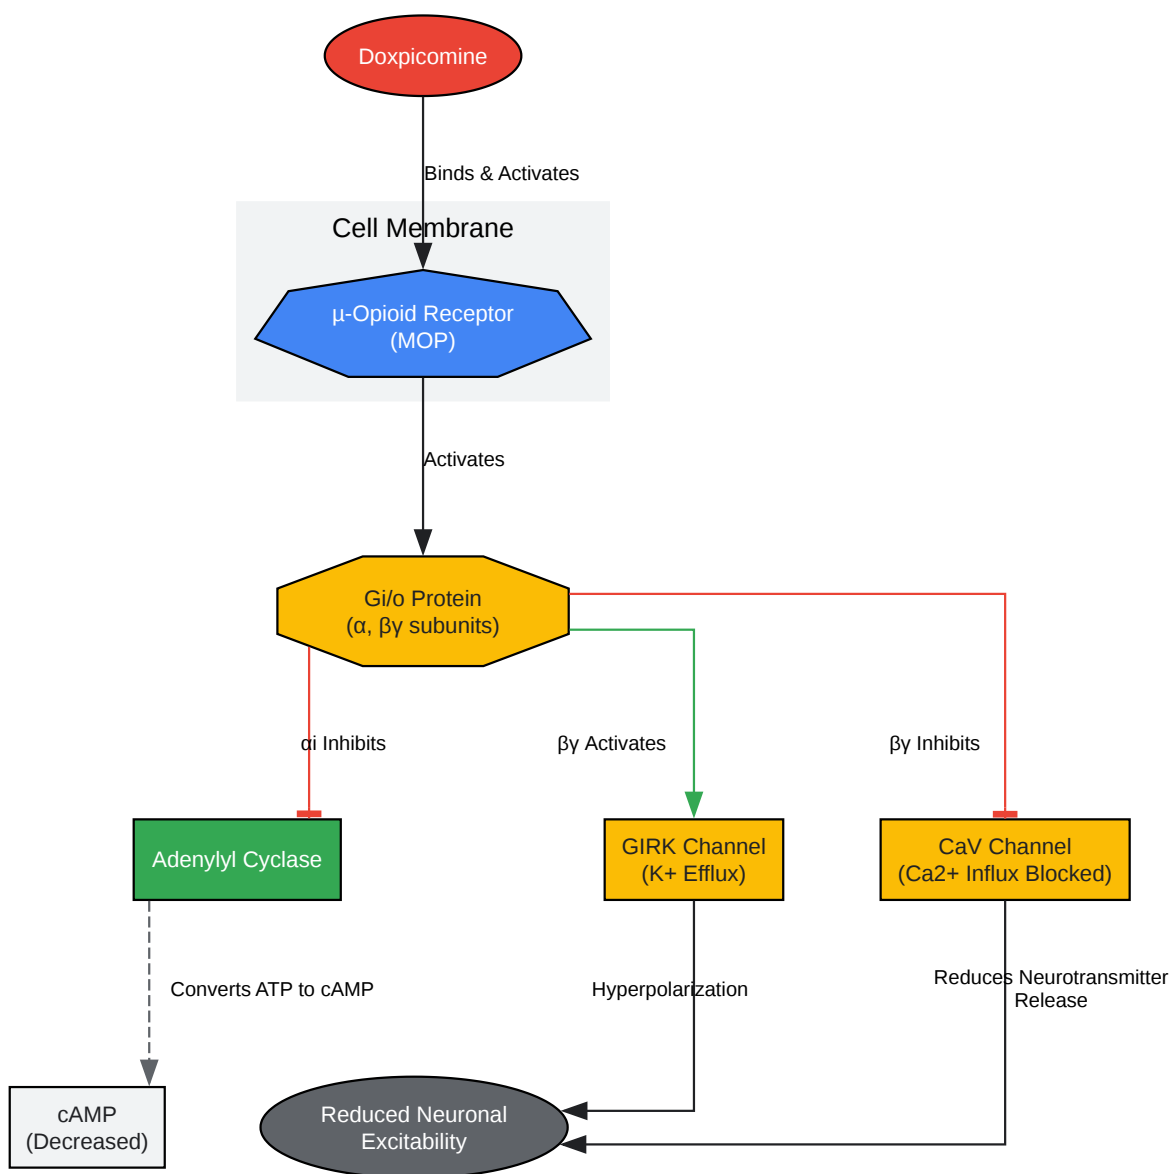 Doxpicomine
Binds & Activates
Cell Membrane
µ-Opioid Receptor
(MOP)
Activates
Gi/o Protein
(α, βγ subunits)
αi Inhibits
βγ Activates
βγ Inhibits
Adenylyl Cyclase
GIRK Channel
(K+ Efflux)
CaV Channel
(Ca2+ Influx Blocked)
Converts ATP to cAMP
Hyperpolarization
Reduces Neurotransmitter
Release
cAMP
(Decreased)
Reduced Neuronal
Excitability